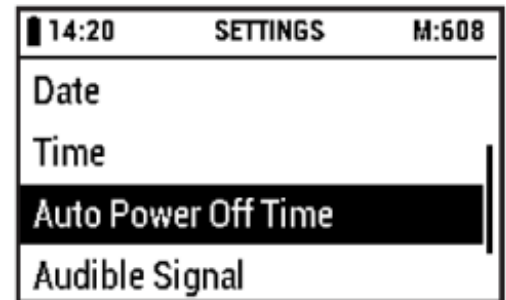 14:20 SETTINGS M:608
Date
Time
Auto Power Off Time
Audible Signal